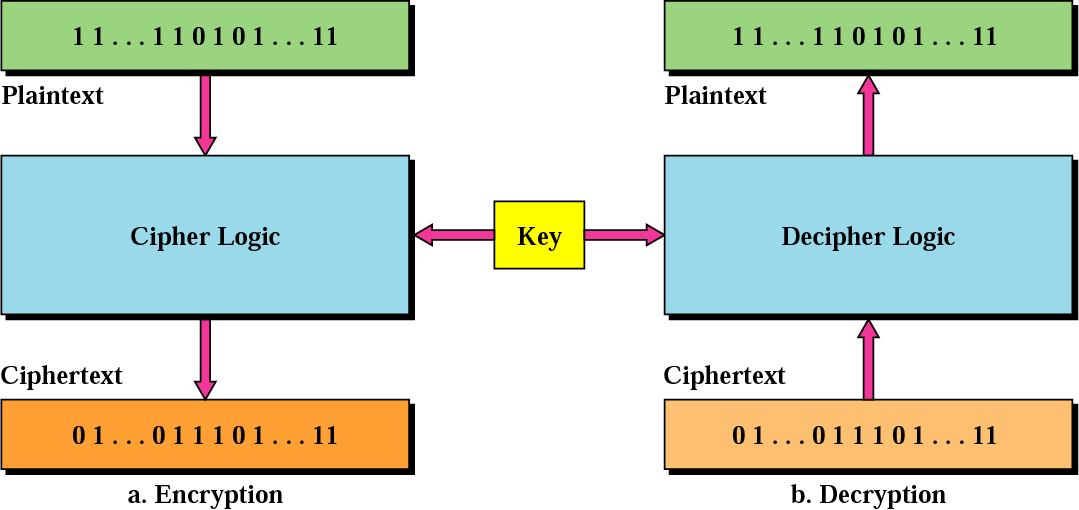 1 1 . . . 1 1 0 1 0 1 . . . 11
Plaintext
Cipher Logic
Ciphertext
0 1 . . . 0 1 1 1 0 1 . . . 11
a. Encryption
Key
1 1 . . . 1 1 0 1 0 1 . . . 11
Plaintext
Decipher Logic
Ciphertext
0 1 . . . 0 1 1 1 0 1 . . . 11
b. Decryption